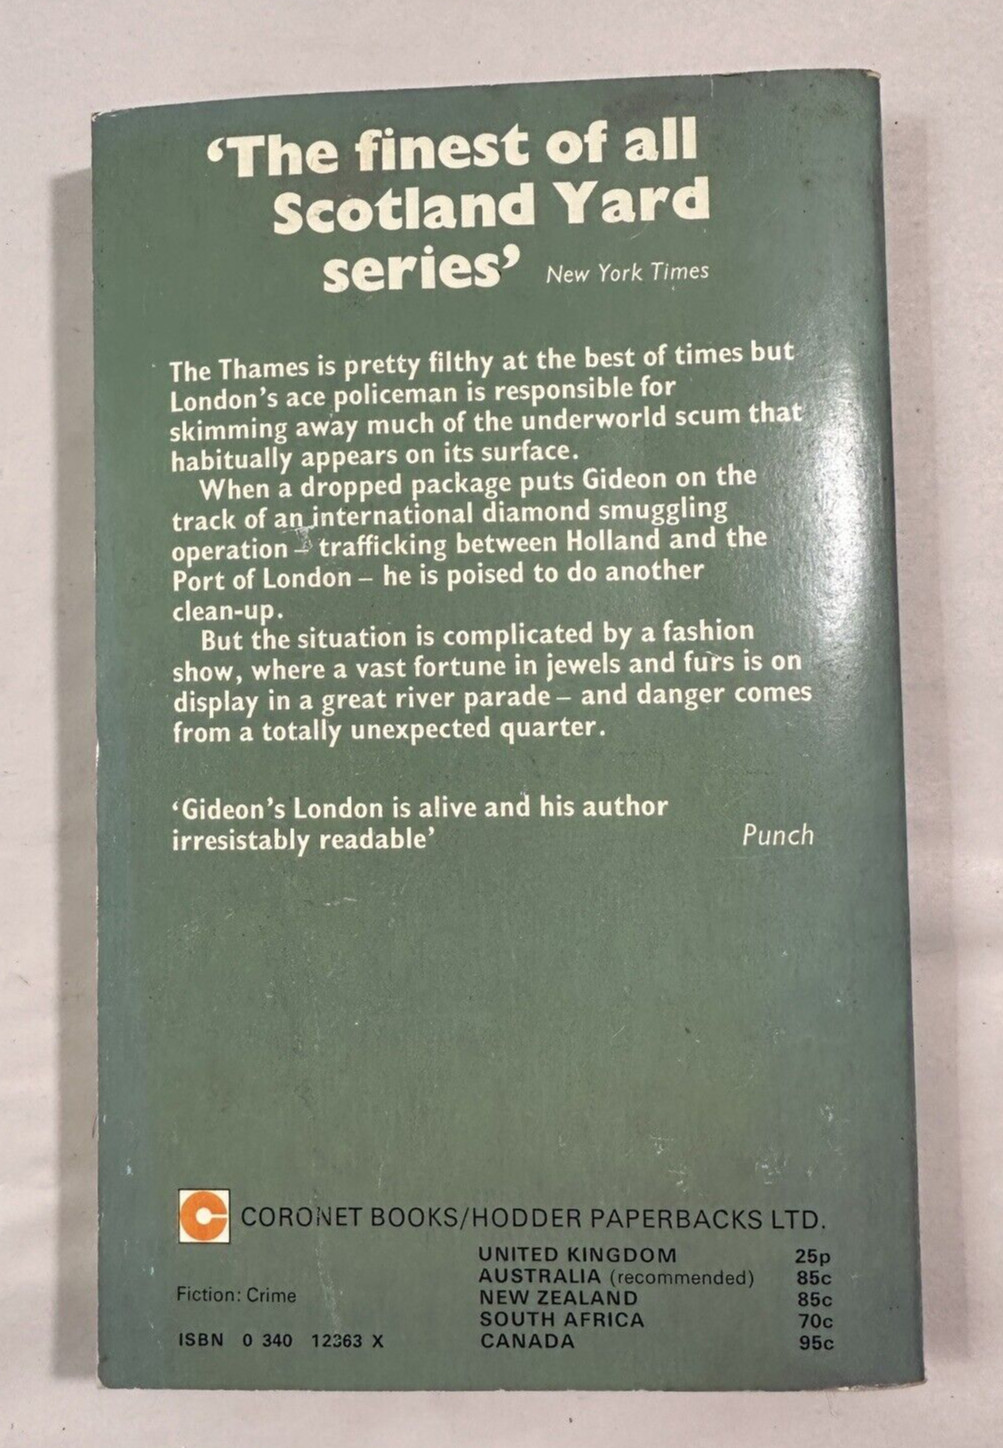 ‘The finest of all
Scotland Yard
series’ New York Times
The Thames is pretty filthy at the best of times but
London’s ace policeman is responsible for
skimming away much of the underworld scum that
habitually appears on its surface.
When a dropped package puts Gideon on the
track of an international diamond smuggling
operation – trafficking between Holland and the
Port of London – he is poised to do another
clean-up.
But the situation is complicated by a fashion
show, where a vast fortune in jewels and furs is on
display in a great river parade – and danger comes
from a totally unexpected quarter.
‘Gideon’s London is alive and his author
irresistably readable’ Punch
CORONET BOOKS/HODDER PAPERBACKS LTD.
UNITED KINGDOM 25p
AUSTRALIA (recommended) 85c
NEW ZEALAND 85c
SOUTH AFRICA 70c
CANADA 95c
Fiction: Crime
ISBN 0 340 12363 X